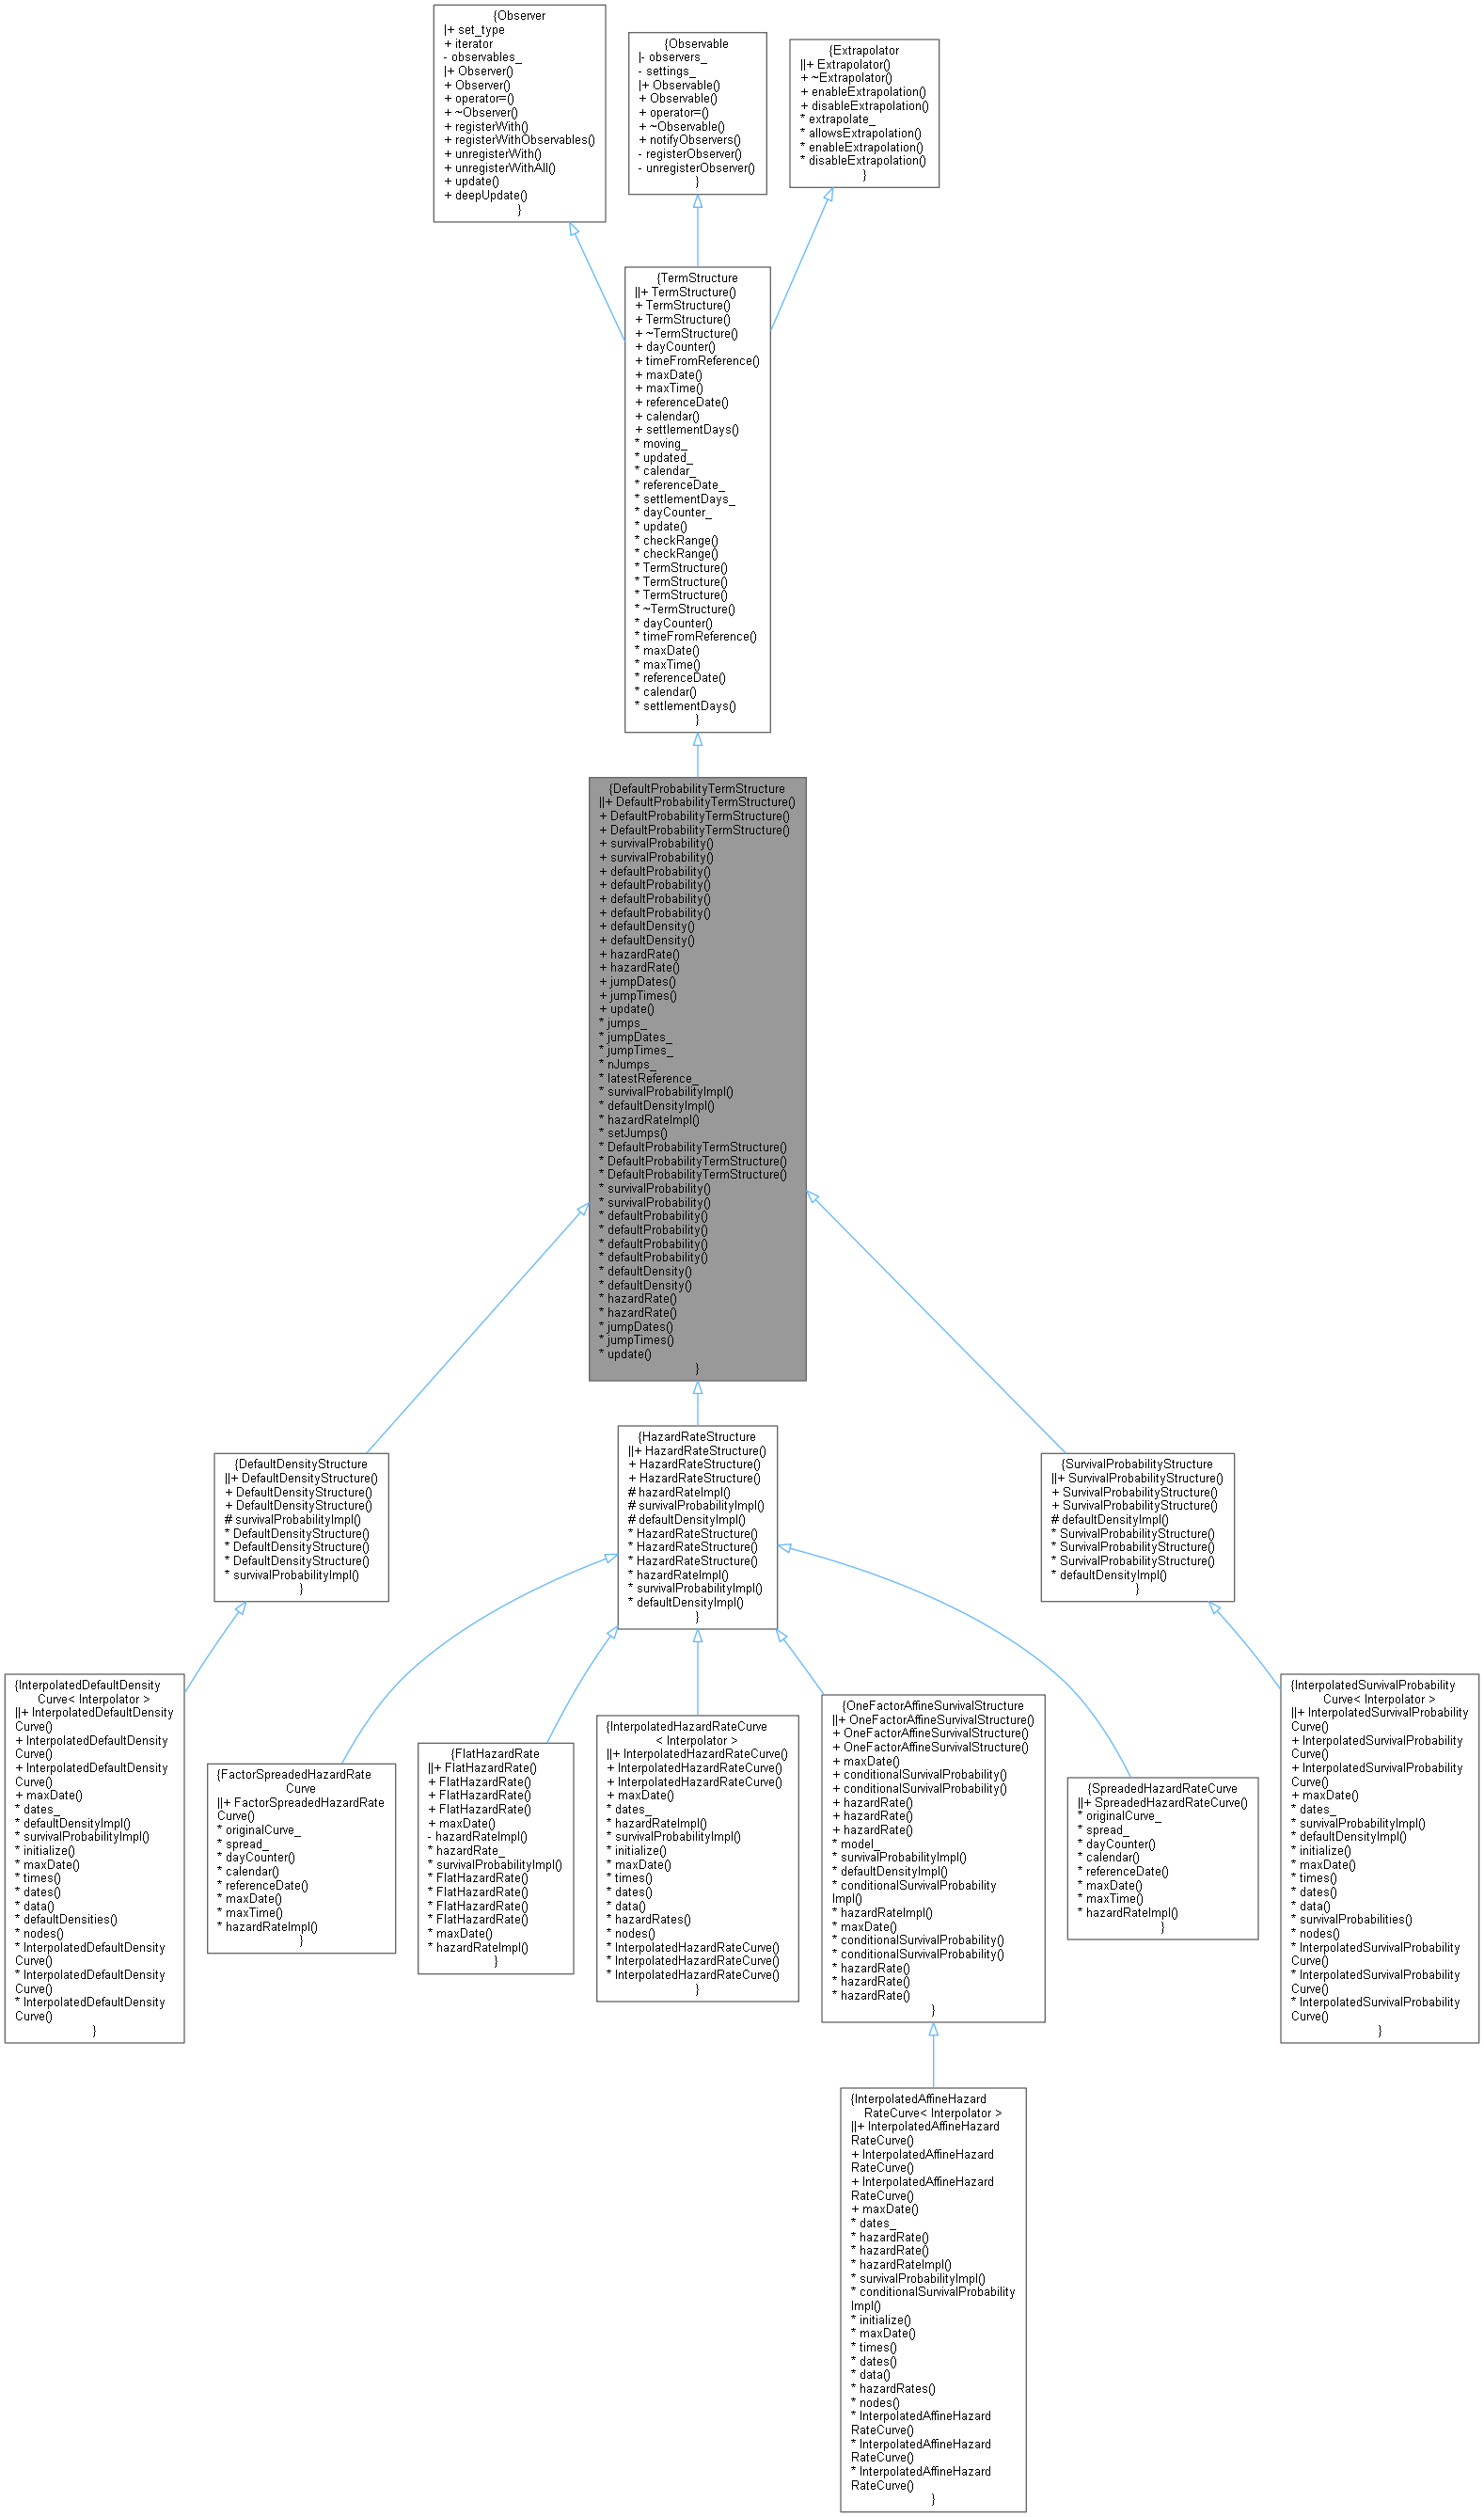 {Observer
|+ set_type
+ iterator
- observables_
|+ Observer()
+ Observer()
+ operator=()
+ ~Observer()
+ registerWith()
+ registerWithObservables()
+ unregisterWith()
+ unregisterWithAll()
+ update()
+ deepUpdate()
}
{Observable
|- observers_
- settings_
|+ Observable()
+ Observable()
+ operator=()
+ ~Observable()
+ notifyObservers()
- registerObserver()
- unregisterObserver()
}
{Extrapolator
||+ Extrapolator()
+ ~Extrapolator()
+ enableExtrapolation()
+ disableExtrapolation()
* extrapolate_
* allowsExtrapolation()
* enableExtrapolation()
* disableExtrapolation()
}
{TermStructure
||+ TermStructure()
+ TermStructure()
+ TermStructure()
+ ~TermStructure()
+ dayCounter()
+ timeFromReference()
+ maxDate()
+ maxTime()
+ referenceDate()
+ calendar()
+ settlementDays()
* moving_
* updated_
* calendar_
* referenceDate_
* settlementDays_
* dayCounter_
* update()
* checkRange()
* checkRange()
* TermStructure()
* TermStructure()
* TermStructure()
* ~TermStructure()
* dayCounter()
* timeFromReference()
* maxDate()
* maxTime()
* referenceDate()
* calendar()
* settlementDays()
}
{DefaultProbabilityTermStructure
||+ DefaultProbabilityTermStructure()
+ DefaultProbabilityTermStructure()
+ DefaultProbabilityTermStructure()
+ survivalProbability()
+ survivalProbability()
+ defaultProbability()
+ defaultProbability()
+ defaultProbability()
+ defaultProbability()
+ defaultDensity()
+ defaultDensity()
+ hazardRate()
+ hazardRate()
+ jumpDates()
+ jumpTimes()
+ update()
* jumps_
* jumpDates_
* jumpTimes_
* nJumps_
* latestReference_
* survivalProbabilityImpl()
* defaultDensityImpl()
* hazardRateImpl()
* setJumps()
* DefaultProbabilityTermStructure()
* DefaultProbabilityTermStructure()
* DefaultProbabilityTermStructure()
* survivalProbability()
* survivalProbability()
* defaultProbability()
* defaultProbability()
* defaultProbability()
* defaultProbability()
* defaultDensity()
* defaultDensity()
* hazardRate()
* hazardRate()
* jumpDates()
* jumpTimes()
* update()
}
{DefaultDensityStructure
||+ DefaultDensityStructure()
+ DefaultDensityStructure()
+ DefaultDensityStructure()
# survivalProbabilityImpl()
* DefaultDensityStructure()
* DefaultDensityStructure()
* DefaultDensityStructure()
* survivalProbabilityImpl()
}
{HazardRateStructure
||+ HazardRateStructure()
+ HazardRateStructure()
+ HazardRateStructure()
# hazardRateImpl()
# survivalProbabilityImpl()
# defaultDensityImpl()
* HazardRateStructure()
* HazardRateStructure()
* HazardRateStructure()
* hazardRateImpl()
* survivalProbabilityImpl()
* defaultDensityImpl()
}
{SurvivalProbabilityStructure
||+ SurvivalProbabilityStructure()
+ SurvivalProbabilityStructure()
+ SurvivalProbabilityStructure()
# defaultDensityImpl()
* SurvivalProbabilityStructure()
* SurvivalProbabilityStructure()
* SurvivalProbabilityStructure()
* defaultDensityImpl()
}
{InterpolatedDefaultDensity
Curve< Interpolator >
||+ InterpolatedDefaultDensity
Curve()
+ InterpolatedDefaultDensity
Curve()
+ InterpolatedDefaultDensity
Curve()
+ maxDate()
* dates_
* defaultDensityImpl()
* survivalProbabilityImpl()
* initialize()
* maxDate()
* times()
* dates()
* data()
* defaultDensities()
* nodes()
* InterpolatedDefaultDensity
Curve()
* InterpolatedDefaultDensity
Curve()
* InterpolatedDefaultDensity
Curve()
}
{FactorSpreadedHazardRate
Curve
||+ FactorSpreadedHazardRate
Curve()
* originalCurve_
* spread_
* dayCounter()
* calendar()
* referenceDate()
* maxDate()
* maxTime()
* hazardRateImpl()
}
{FlatHazardRate
||+ FlatHazardRate()
+ FlatHazardRate()
+ FlatHazardRate()
+ FlatHazardRate()
+ maxDate()
- hazardRateImpl()
* hazardRate_
* survivalProbabilityImpl()
* FlatHazardRate()
* FlatHazardRate()
* FlatHazardRate()
* FlatHazardRate()
* maxDate()
* hazardRateImpl()
}
{InterpolatedHazardRateCurve
< Interpolator >
||+ InterpolatedHazardRateCurve()
+ InterpolatedHazardRateCurve()
+ InterpolatedHazardRateCurve()
+ maxDate()
* dates_
* hazardRateImpl()
* survivalProbabilityImpl()
* initialize()
* maxDate()
* times()
* dates()
* data()
* hazardRates()
* nodes()
* InterpolatedHazardRateCurve()
* InterpolatedHazardRateCurve()
* InterpolatedHazardRateCurve()
}
{OneFactorAffineSurvivalStructure
||+ OneFactorAffineSurvivalStructure()
+ OneFactorAffineSurvivalStructure()
+ OneFactorAffineSurvivalStructure()
+ maxDate()
+ conditionalSurvivalProbability()
+ conditionalSurvivalProbability()
+ hazardRate()
+ hazardRate()
+ hazardRate()
* model_
* survivalProbabilityImpl()
* defaultDensityImpl()
* conditionalSurvivalProbability
Impl()
* hazardRateImpl()
* maxDate()
* conditionalSurvivalProbability()
* conditionalSurvivalProbability()
* hazardRate()
* hazardRate()
* hazardRate()
}
{SpreadedHazardRateCurve
||+ SpreadedHazardRateCurve()
* originalCurve_
* spread_
* dayCounter()
* calendar()
* referenceDate()
* maxDate()
* maxTime()
* hazardRateImpl()
}
{InterpolatedSurvivalProbability
Curve< Interpolator >
||+ InterpolatedSurvivalProbability
Curve()
+ InterpolatedSurvivalProbability
Curve()
+ InterpolatedSurvivalProbability
Curve()
+ maxDate()
* dates_
* survivalProbabilityImpl()
* defaultDensityImpl()
* initialize()
* maxDate()
* times()
* dates()
* data()
* survivalProbabilities()
* nodes()
* InterpolatedSurvivalProbability
Curve()
* InterpolatedSurvivalProbability
Curve()
* InterpolatedSurvivalProbability
Curve()
}
{InterpolatedAffineHazard
RateCurve< Interpolator >
||+ InterpolatedAffineHazard
RateCurve()
+ InterpolatedAffineHazard
RateCurve()
+ InterpolatedAffineHazard
RateCurve()
+ maxDate()
* dates_
* hazardRate()
* hazardRate()
* hazardRateImpl()
* survivalProbabilityImpl()
* conditionalSurvivalProbability
Impl()
* initialize()
* maxDate()
* times()
* dates()
* data()
* hazardRates()
* nodes()
* InterpolatedAffineHazard
RateCurve()
* InterpolatedAffineHazard
RateCurve()
* InterpolatedAffineHazard
RateCurve()
}